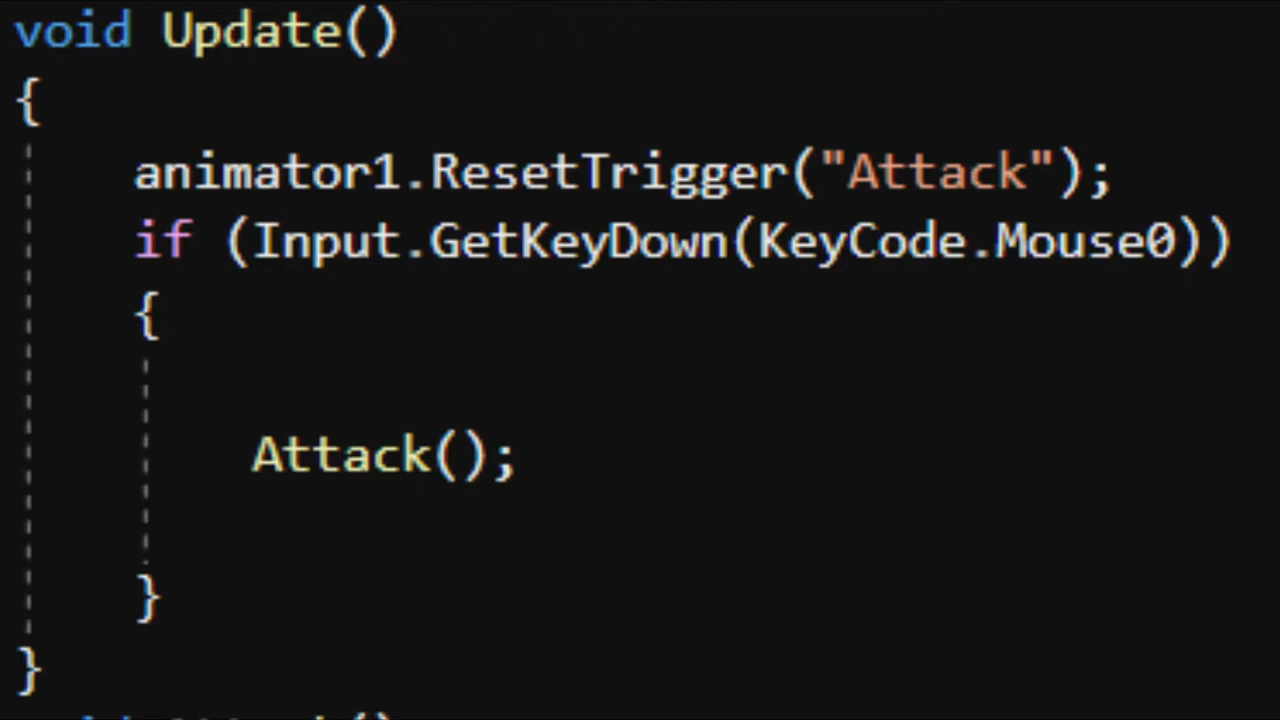 void Update()
{
animator1.ResetTrigger("Attack");
if (Input.GetKeyDown(KeyCode.Mouse0))
{
Attack();
}
}